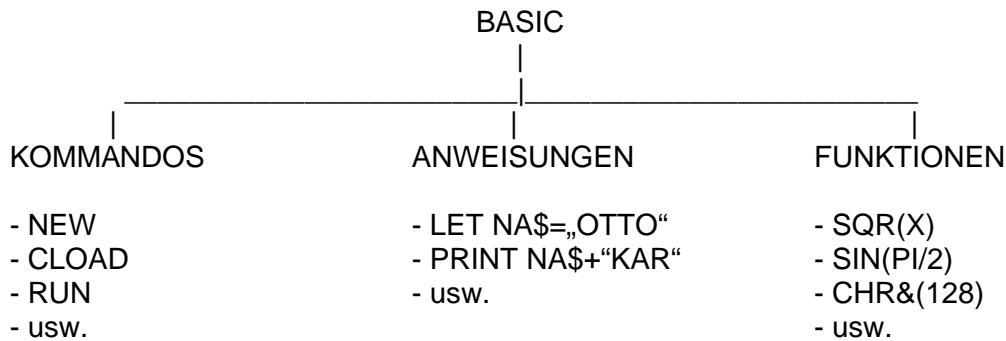 BASIC
KOMMANDOS ANWEISUNGEN FUNKTIONEN
- NEW - LET NA$=„OTTO“ - SQR(X)
- CLOAD - PRINT NA$+“KAR“ - SIN(PI/2)
- RUN - usw. - CHR&(128)
- usw. - usw.